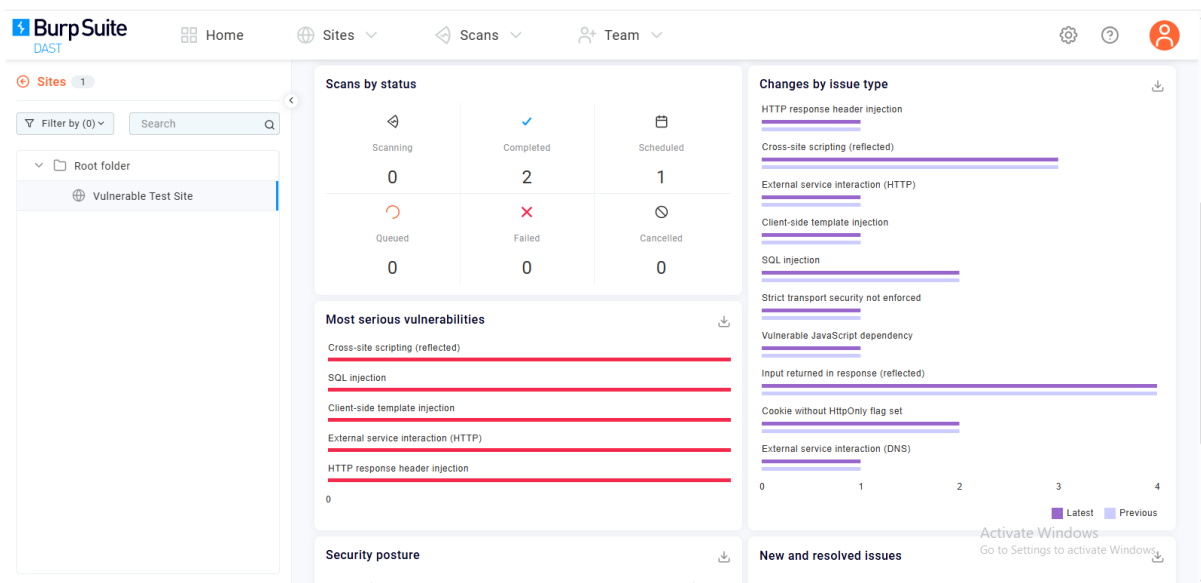 Burp Suite
DAST
Home
Sites
Scans
Team
Sites 1
Filter by (0)
Search
Root folder
Vulnerable Test Site
Scans by status
Scanning
0
Completed
2
Scheduled
1
Queued
0
Failed
0
Cancelled
0
Most serious vulnerabilities
Cross-site scripting (reflected)
SQL injection
Client-side template injection
External service interaction (HTTP)
HTTP response header injection
0
Security posture
Changes by issue type
HTTP response header injection
Cross-site scripting (reflected)
External service interaction (HTTP)
Client-side template injection
SQL injection
Strict transport security not enforced
Vulnerable JavaScript dependency
Input returned in response (reflected)
Cookie without HttpOnly flag set
External service interaction (DNS)
0 1 2 3 4
Latest Previous
New and resolved issues
Activate Windows
Go to Settings to activate Windows.